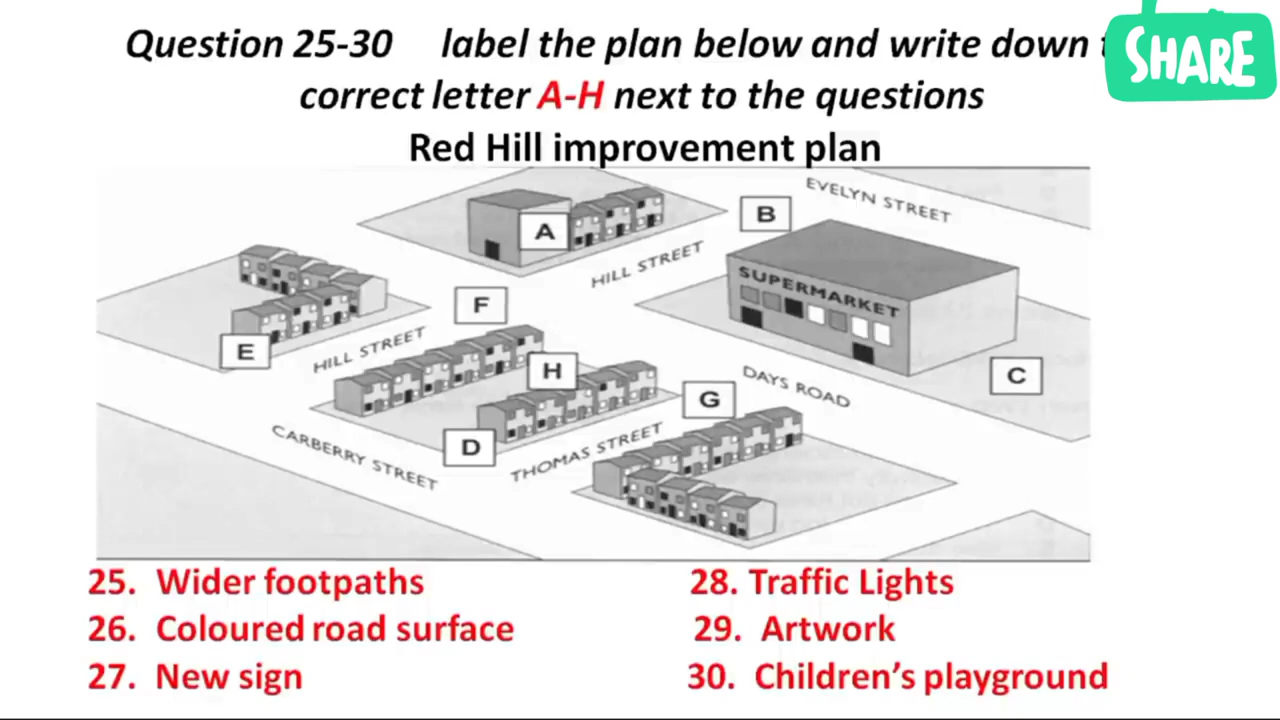 Question 25-30 label the plan below and write down
correct letter A-H next to the questions
Red Hill improvement plan
SHARE
EVELYN STREET
B
A
HILL STREET
SUPERMARKET
F
E
HILL STREET
H
C
DAYS ROAD
G
D
CARBERRY STREET
THOMAS STREET
25. Wider footpaths
28. Traffic Lights
26. Coloured road surface
29. Artwork
27. New sign
30. Children's playground